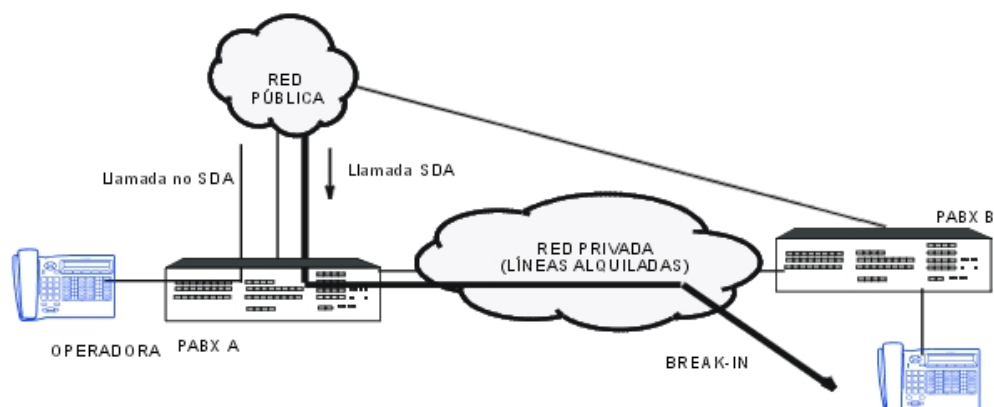 RED
PÚBLICA
Llamada no SDA
Llamada SDA
PABX B
RED PRIVADA
(LÍNEAS ALQUILADAS)
OPERADORA
PABX A
BREAK-IN